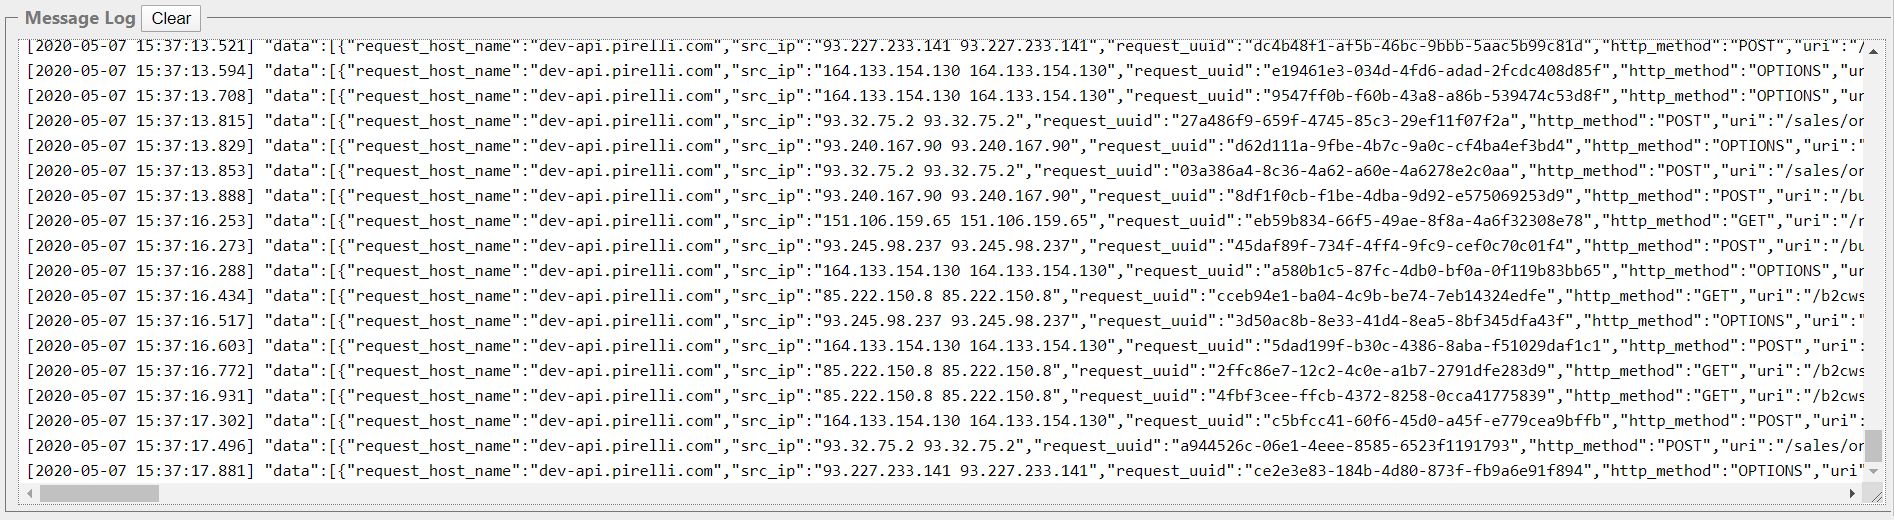 Message Log Clear
[2020-05-07 15:37:13.521] "data":[{"request_host_name":"dev-api.pirelli.com","src_ip":"93.227.233.141 93.227.233.141","request_uuid":"dc4b48f1-af5b-46bc-9bbb-5aac5b99c81d","http_method":"POST","uri":"/
[2020-05-07 15:37:13.594] "data":[{"request_host_name":"dev-api.pirelli.com","src_ip":"164.133.154.130 164.133.154.130","request_uuid":"e19461e3-034d-4fd6-adad-2fcdc408d85f","http_method":"OPTIONS","ur
[2020-05-07 15:37:13.708] "data":[{"request_host_name":"dev-api.pirelli.com","src_ip":"164.133.154.130 164.133.154.130","request_uuid":"9547ff0b-f60b-43a8-a86b-539474c53d8f","http_method":"OPTIONS","ur
[2020-05-07 15:37:13.815] "data":[{"request_host_name":"dev-api.pirelli.com","src_ip":"93.32.75.2 93.32.75.2","request_uuid":"27a486f9-659f-4745-85c3-29ef11f07f2a","http_method":"POST","uri":"/sales/or
[2020-05-07 15:37:13.829] "data":[{"request_host_name":"dev-api.pirelli.com","src_ip":"93.240.167.90 93.240.167.90","request_uuid":"d62d111a-9fbe-4b7c-9a0c-cf4ba4ef3bd4","http_method":"OPTIONS","uri":"
[2020-05-07 15:37:13.853] "data":[{"request_host_name":"dev-api.pirelli.com","src_ip":"93.32.75.2 93.32.75.2","request_uuid":"03a386a4-8c36-4a62-a60e-4a6278e2c0aa","http_method":"POST","uri":"/sales/or
[2020-05-07 15:37:13.888] "data":[{"request_host_name":"dev-api.pirelli.com","src_ip":"93.240.167.90 93.240.167.90","request_uuid":"8df1f0cb-f1be-4dba-9d92-e575069253d9","http_method":"POST","uri":"/bu
[2020-05-07 15:37:16.253] "data":[{"request_host_name":"dev-api.pirelli.com","src_ip":"151.106.159.65 151.106.159.65","request_uuid":"eb59b834-66f5-49ae-8f8a-4a6f32308e78","http_method":"GET","uri":"/r
[2020-05-07 15:37:16.273] "data":[{"request_host_name":"dev-api.pirelli.com","src_ip":"93.245.98.237 93.245.98.237","request_uuid":"45daf89f-734f-4ff4-9fc9-cef0c70c01f4","http_method":"POST","uri":"/bu
[2020-05-07 15:37:16.288] "data":[{"request_host_name":"dev-api.pirelli.com","src_ip":"164.133.154.130 164.133.154.130","request_uuid":"a580b1c5-87fc-4db0-bf0a-0f119b83bb65","http_method":"OPTIONS","ur
[2020-05-07 15:37:16.434] "data":[{"request_host_name":"dev-api.pirelli.com","src_ip":"85.222.150.8 85.222.150.8","request_uuid":"cceb94e1-ba04-4c9b-be74-7eb14324edfe","http_method":"GET","uri":"/b2cws
[2020-05-07 15:37:16.517] "data":[{"request_host_name":"dev-api.pirelli.com","src_ip":"93.245.98.237 93.245.98.237","request_uuid":"3d50ac8b-8e33-41d4-8ea5-8bf345dfa43f","http_method":"OPTIONS","uri":"
[2020-05-07 15:37:16.603] "data":[{"request_host_name":"dev-api.pirelli.com","src_ip":"164.133.154.130 164.133.154.130","request_uuid":"5dad199f-b30c-4386-8aba-f51029daf1c1","http_method":"POST","uri":
[2020-05-07 15:37:16.772] "data":[{"request_host_name":"dev-api.pirelli.com","src_ip":"85.222.150.8 85.222.150.8","request_uuid":"2ffc86e7-12c2-4c0e-a1b7-2791dfe283d9","http_method":"GET","uri":"/b2cws
[2020-05-07 15:37:16.931] "data":[{"request_host_name":"dev-api.pirelli.com","src_ip":"85.222.150.8 85.222.150.8","request_uuid":"4fbf3cee-ffcb-4372-8258-0cca41775839","http_method":"GET","uri":"/b2cws
[2020-05-07 15:37:17.302] "data":[{"request_host_name":"dev-api.pirelli.com","src_ip":"164.133.154.130 164.133.154.130","request_uuid":"c5bfcc41-60f6-45d0-a45f-e779cea9bffb","http_method":"POST","uri":
[2020-05-07 15:37:17.496] "data":[{"request_host_name":"dev-api.pirelli.com","src_ip":"93.32.75.2 93.32.75.2","request_uuid":"a944526c-06e1-4eee-8585-6523f1191793","http_method":"POST","uri":"/sales/or
[2020-05-07 15:37:17.881] "data":[{"request_host_name":"dev-api.pirelli.com","src_ip":"93.227.233.141 93.227.233.141","request_uuid":"ce2e3e83-184b-4d80-873f-fb9a6e91f894","http_method":"OPTIONS","uri"